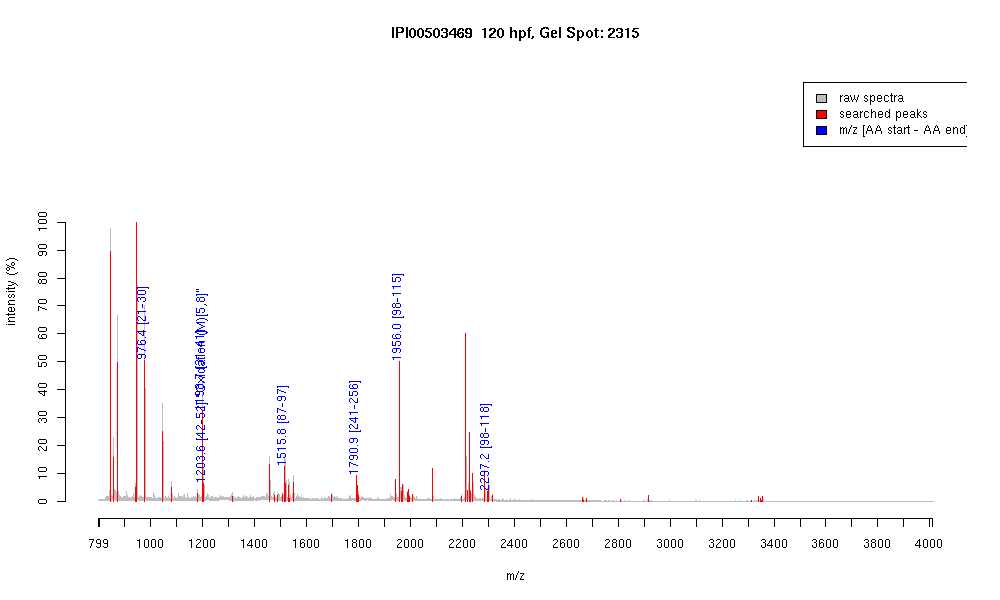 IPI00503469 120 hpf, Gel Spot: 2315
raw spectra
searched peaks
m/z [AA start - AA end]
intensity (%)
100
90
80
70
60
50
40
30
20
10
0
976.4 [21-30]
1203.6 [42-52]
Oxidation (M)[5,8]"
1515.8 [87-97]
1790.9 [241-256]
1956.0 [98-115]
2297.2 [98-118]
799 1000 1200 1400 1600 1800 2000 2200 2400 2600 2800 3000 3200 3400 3600 3800 4000
m/z